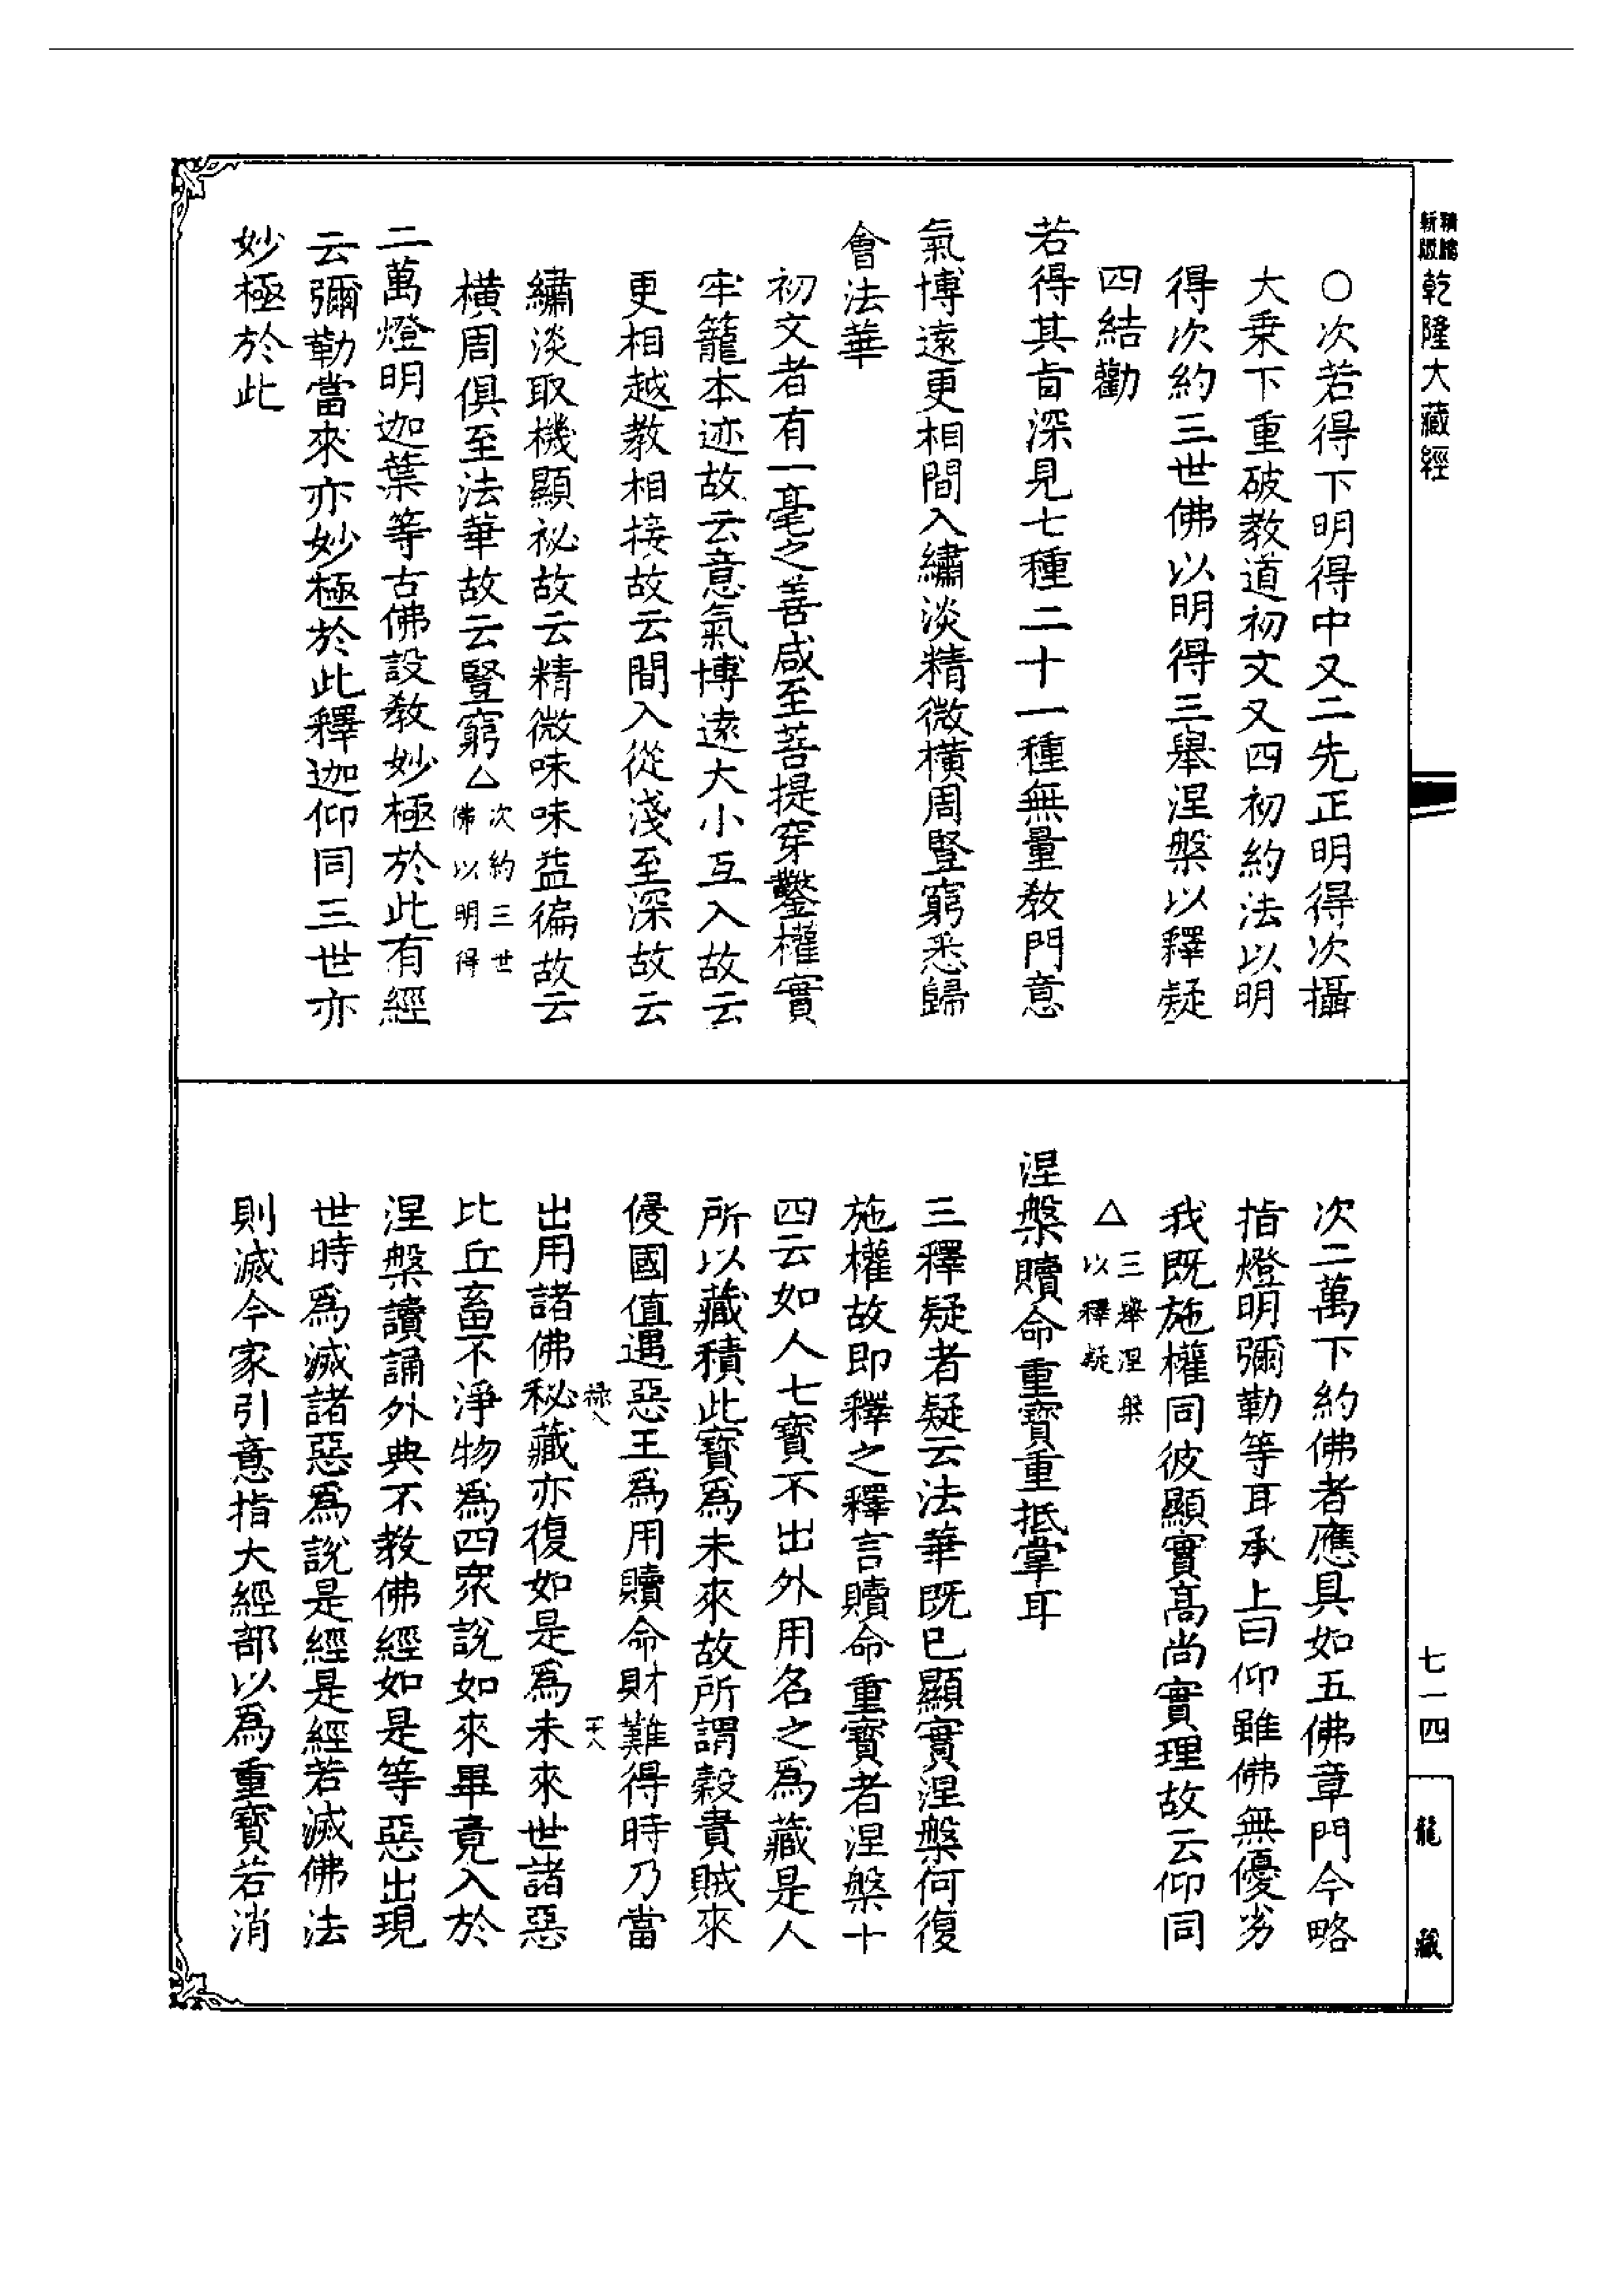 精縮
新版
乾隆大藏經
○次若得下明得中又二先正明得次攝
大乗下重破教道初文又四初約法以明
得次約三世佛以明得三舉涅槃以釋疑
四結勸
若得其旨深見七種二十一種無量教門意
氣博遠更相間入繡淡精微橫周豎窮悉歸
會法華
初文者有一毫之善咸至菩提穿鑿權實
牢籠本迹故云意氣博遠大小互入故云
更相越教相接故云間入從淺至深故云
繡淡取機顯祕故云精微味味益徧故云
橫周俱至法華故云豎窮△次約三世佛以明得
二萬燈明迦葉等古佛設教妙極於此有經
云彌勒當來亦妙極於此釋迦仰同三世亦
妙極於此
次二萬下約佛者應具如五佛章門今略
指燈明彌勒等耳承上曰仰雖佛無優劣
我既施權同彼顯實高尚實理故云仰同
△三舉涅槃以釋疑
涅槃贖命重寶重抵掌耳
三釋疑者疑云法華既已顯實涅槃何復
施權故即釋之釋言贖命重寶者涅槃十
四云如人七寶不出外用名之為藏是人
所以藏積此寶為未來故所謂穀貴賊來
侵國值遇惡王為用贖命財難得時乃當
祿八
二十八
出用諸佛秘藏亦復如是為未來世諸惡
比丘畜不淨物為四眾說如來畢竟入於
涅槃讀誦外典不教佛經如是等惡出現
世時為滅諸惡為說是經是經若滅佛法
則滅今家引意指大經部以為重寶若消
七一四
龍藏